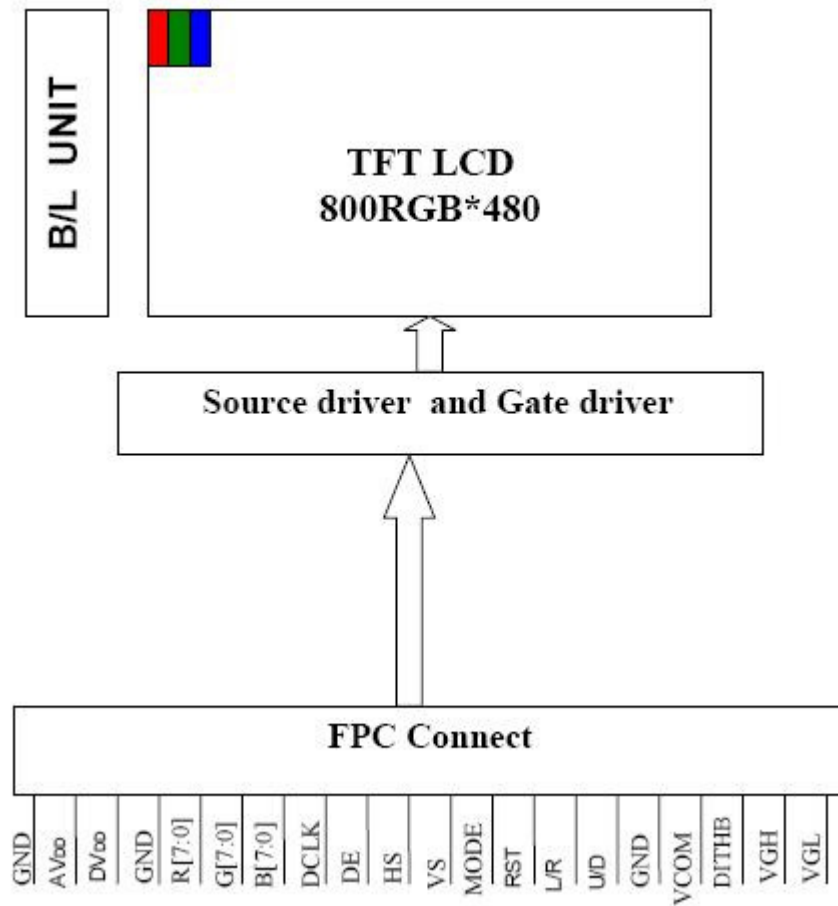 B/L UNIT
TFT LCD
800RGB*480
Source driver and Gate driver
FPC Connect
GND
AVDD
DVDD
GND
R[7:0]
G[7:0]
B[7:0]
DCLK
DE
HS
VS
MODE
RST
L/R
U/D
GND
VCOM
DITHB
VGH
VGL